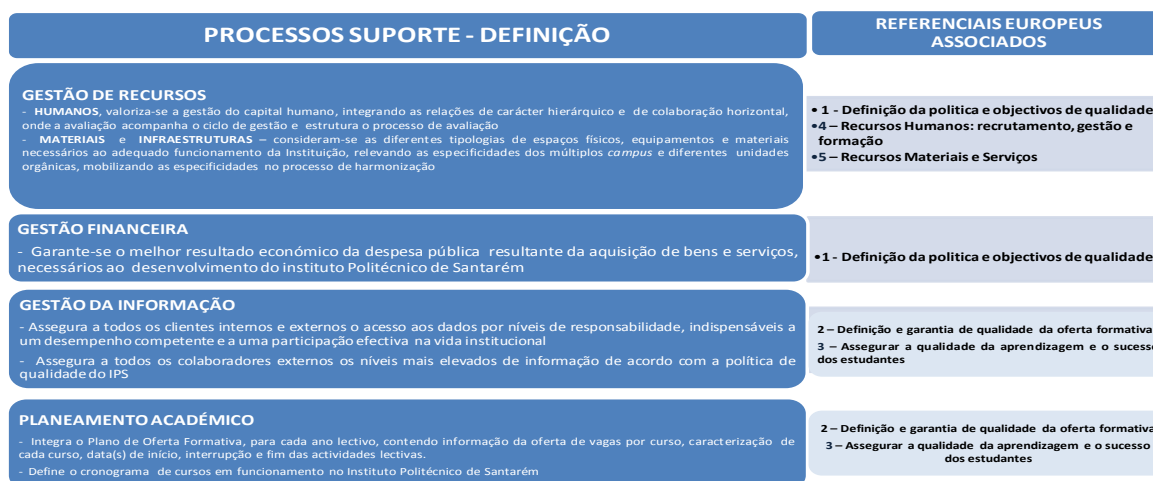 PROCESSOS SUPORTE - DEFINIÇÃO
REFERENCIAIS EUROPEUS
ASSOCIADOS
GESTÃO DE RECURSOS
- HUMANOS, valoriza-se a gestão do capital humano, integrando as relações de carácter hierárquico e de colaboração horizontal,
onde a avaliação acompanha o ciclo de gestão e estrutura o processo de avaliação
- MATERIAIS e INFRAESTRUTURAS – consideram-se as diferentes tipologias de espaços físicos, equipamentos e materiais
necessários ao adequado funcionamento da Instituição, relevando as especificidades dos múltiplos campus e diferentes unidades
orgânicas, mobilizando as especificidades no processo de harmonização
• 1 - Definição da politica e objectivos de qualidade
•4 – Recursos Humanos: recrutamento, gestão e
formação
•5 – Recursos Materiais e Serviços
GESTÃO FINANCEIRA
- Garante-se o melhor resultado económico da despesa pública resultante da aquisição de bens e serviços,
necessários ao desenvolvimento do instituto Politécnico de Santarém
•1 - Definição da politica e objectivos de qualidade
GESTÃO DA INFORMAÇÃO
- Assegura a todos os clientes internos e externos o acesso aos dados por níveis de responsabilidade, indispensáveis a
um desempenho competente e a uma participação efectiva na vida institucional
- Assegura a todos os colaboradores externos os níveis mais elevados de informação de acordo com a política de
qualidade do IPS
2 – Definição e garantia de qualidade da oferta formativa
3 – Assegurar a qualidade da aprendizagem e o sucesso
dos estudantes
PLANEAMENTO ACADÉMICO
- Integra o Plano de Oferta Formativa, para cada ano lectivo, contendo informação da oferta de vagas por curso, caracterização de
cada curso, data(s) de início, interrupção e fim das actividades lectivas.
- Define o cronograma de cursos em funcionamento no Instituto Politécnico de Santarém
2 – Definição e garantia de qualidade da oferta formativa
3 – Assegurar a qualidade da aprendizagem e o sucesso
dos estudantes